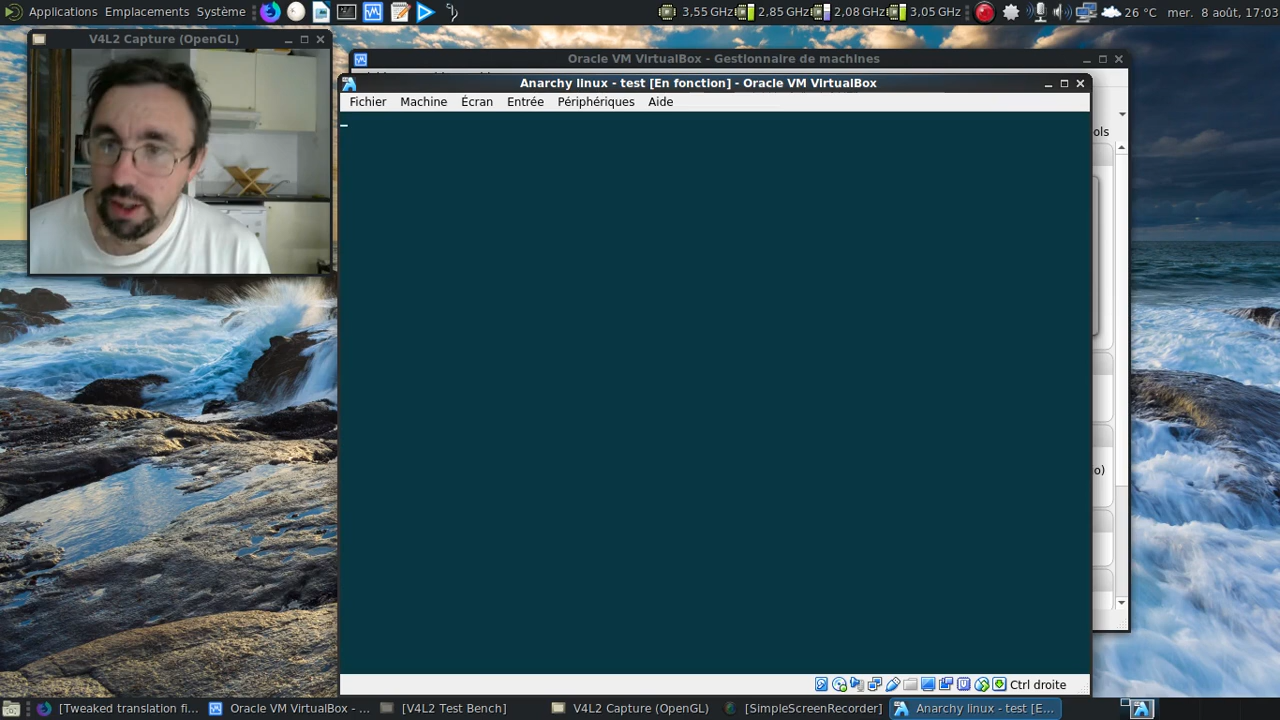 Applications Emplacements Système 3,55 GHz 2,85 GHz 2,08 GHz 3,05 GHz 26 °C mer. 8 août, 17:03
V4L2 Capture (OpenGL)
Oracle VM VirtualBox - Gestionnaire de machines
Anarchy linux - test [En fonction] - Oracle VM VirtualBox
Fichier Machine Écran Entrée Périphériques Aide
ols
o)
Ctrl droite
[Tweaked translation fi... Oracle VM VirtualBox - ... [V4L2 Test Bench] V4L2 Capture (OpenGL) [SimpleScreenRecorder] Anarchy linux - test [E...